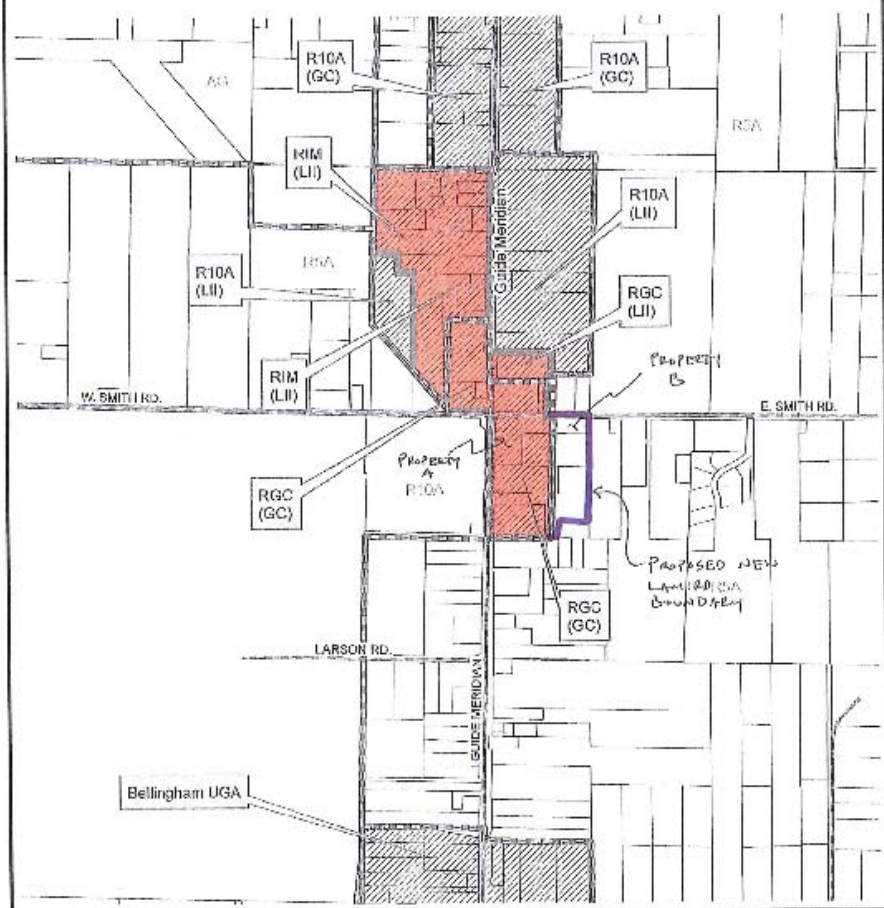 R10A
(GC)
R10A
(GC)
AG
R5A
RIM
(LII)
R10A
(LII)
Guide Meridian
R5A
R10A
(LII)
RGC
(LII)
PROPERTY
B
RIM
(LII)
W. SMITH RD.
E. SMITH RD.
PROPERTY
A
R10A
RGC
(GC)
PROPOSED NEW
BOUNDARY
RGC
(GC)
LARSON RD.
GUIDE MERIDIAN
Bellingham UGA